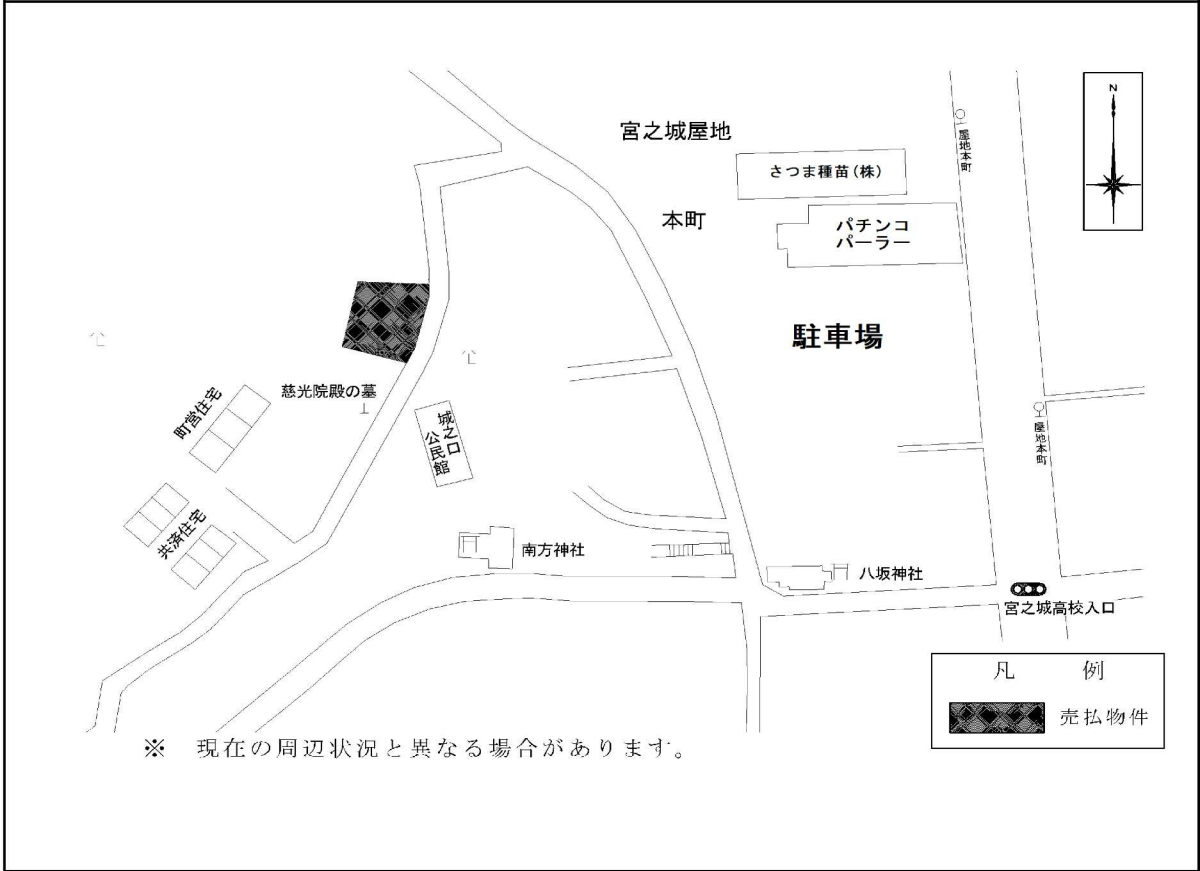 N
宮之城屋地
屋地本町
さつま種苗(株)
本町
パチンコ
パーラー
駐車場
慈光院殿の墓
町営住宅
城之口
公民館
屋地本町
共済住宅
南方神社
八坂神社
宮之城高校入口
凡 例
売払物件
※ 現在の周辺状況と異なる場合があります。